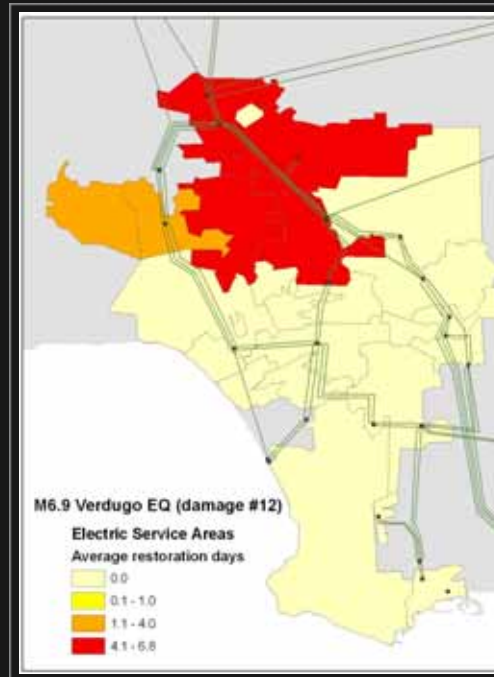 M6.9 Verdugo EQ (damage #12)
Electric Service Areas
Average restoration days
0.0
0.1 - 1.0
1.1 - 4.0
4.1 - 6.8